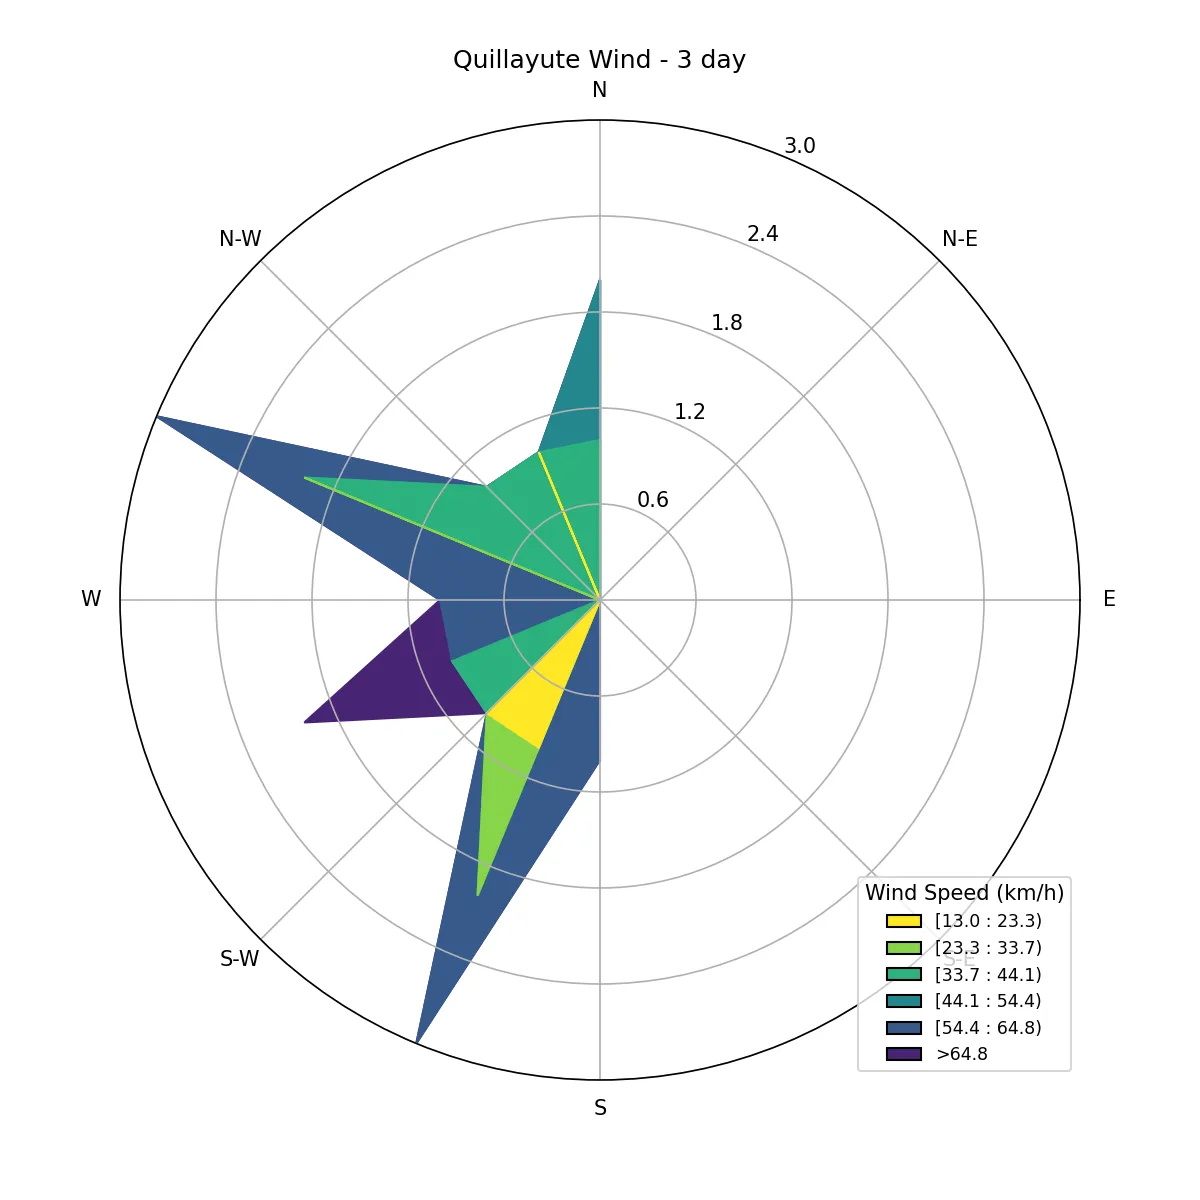 Quillayute Wind - 3 day
N
3.0
N-W
2.4
N-E
1.8
1.2
0.6
W
E
S-W
S-E
S
Wind Speed (km/h)
[13.0 : 23.3)
[23.3 : 33.7)
[33.7 : 44.1)
[44.1 : 54.4)
[54.4 : 64.8)
>64.8